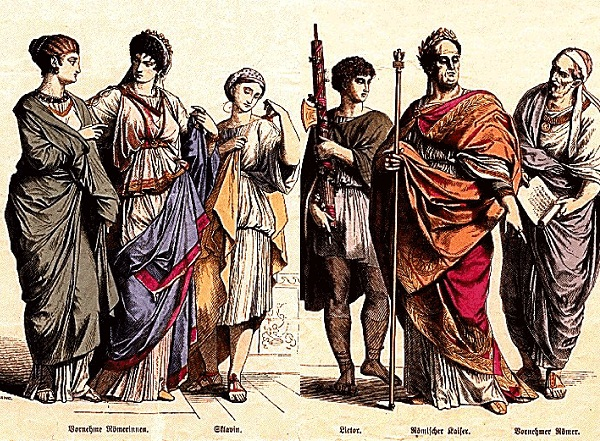 Vornehme Römerinnen.
Sklavin.
Lictor.
Römischer Kaiser.
Vornehmer Römer.